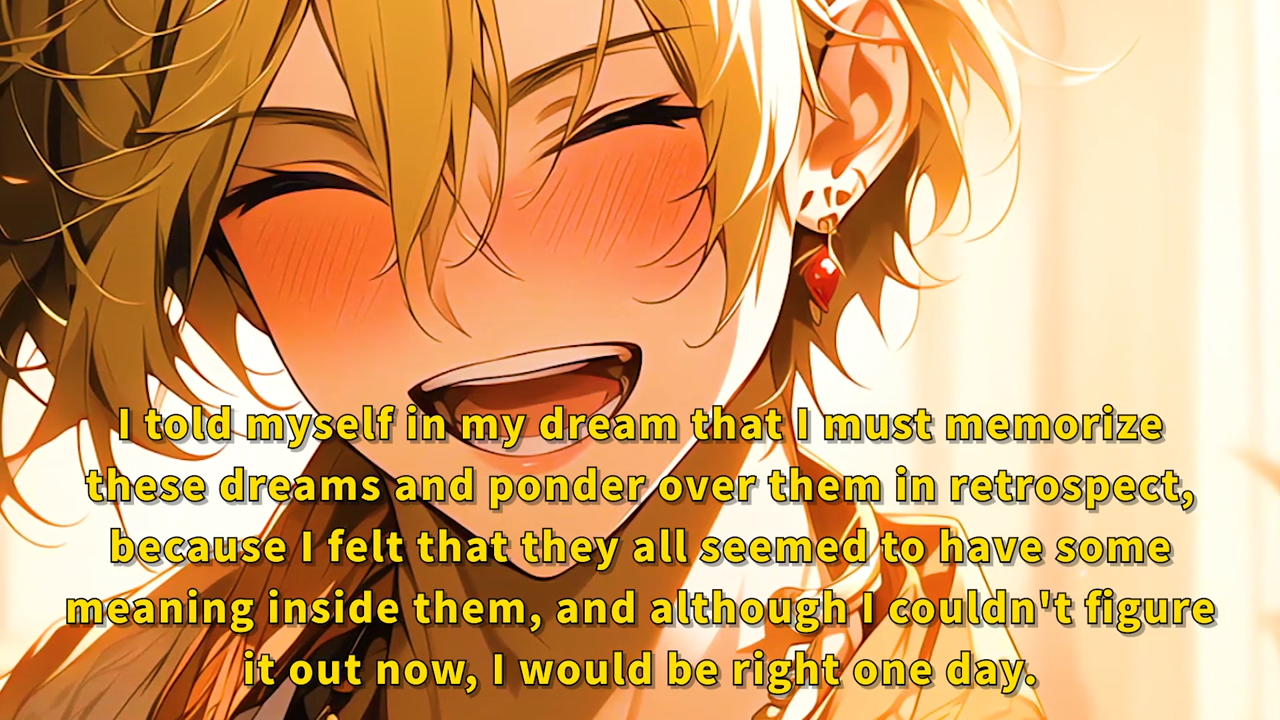 I told myself in my dream that I must memorize
these dreams and ponder over them in retrospect,
because I felt that they all seemed to have some
meaning inside them, and although I couldn't figure
it out now, I would be right one day.